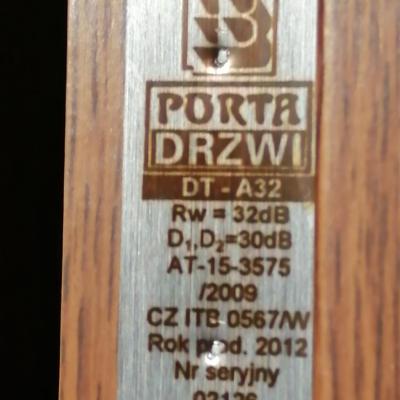 PORTA
DRZWI
DT - A32
Rw = 32dB
D₁,D₂=30dB
AT-15-3575
/2009
CZ ITB 0567/W
Rok prod. 2012
Nr seryjny